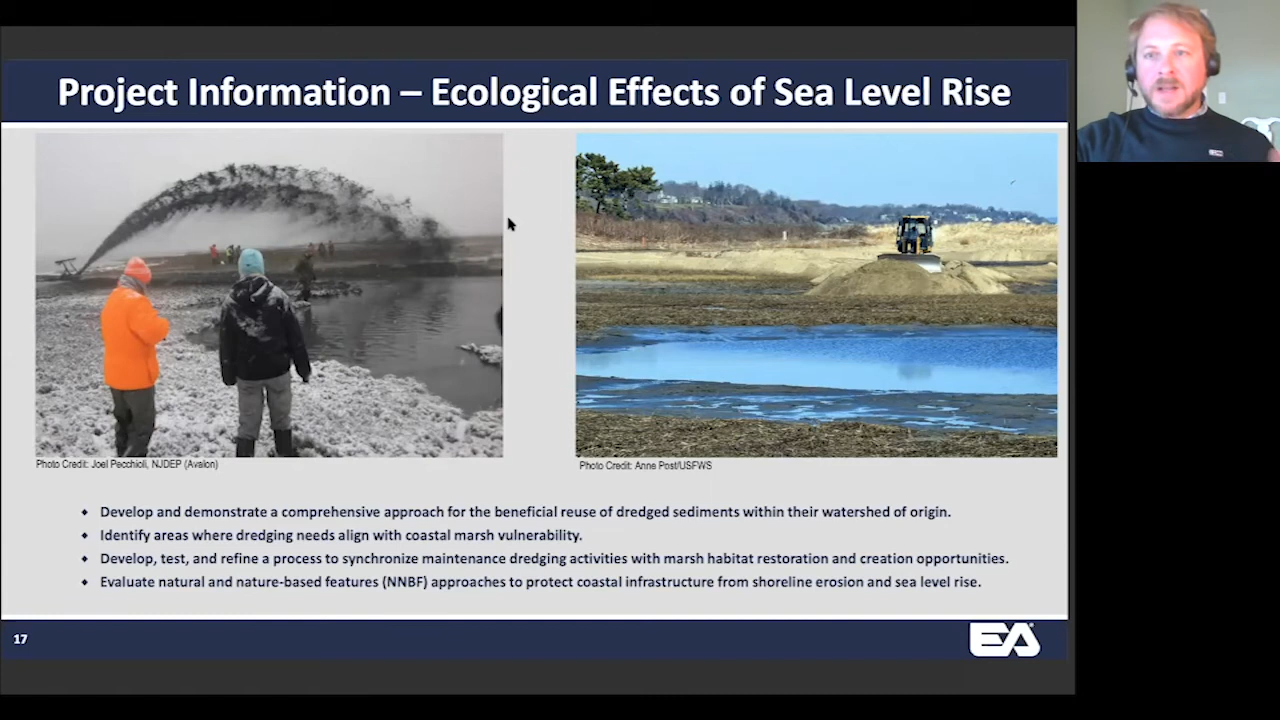 Project Information – Ecological Effects of Sea Level Rise
Photo Credit: Joel Pecchioli, NJDEP (Avalon)
Photo Credit: Anne Post/USFWS
Develop and demonstrate a comprehensive approach for the beneficial reuse of dredged sediments within their watershed of origin.
Identify areas where dredging needs align with coastal marsh vulnerability.
Develop, test, and refine a process to synchronize maintenance dredging activities with marsh habitat restoration and creation opportunities.
Evaluate natural and nature-based features (NNBF) approaches to protect coastal infrastructure from shoreline erosion and sea level rise.
17
EA